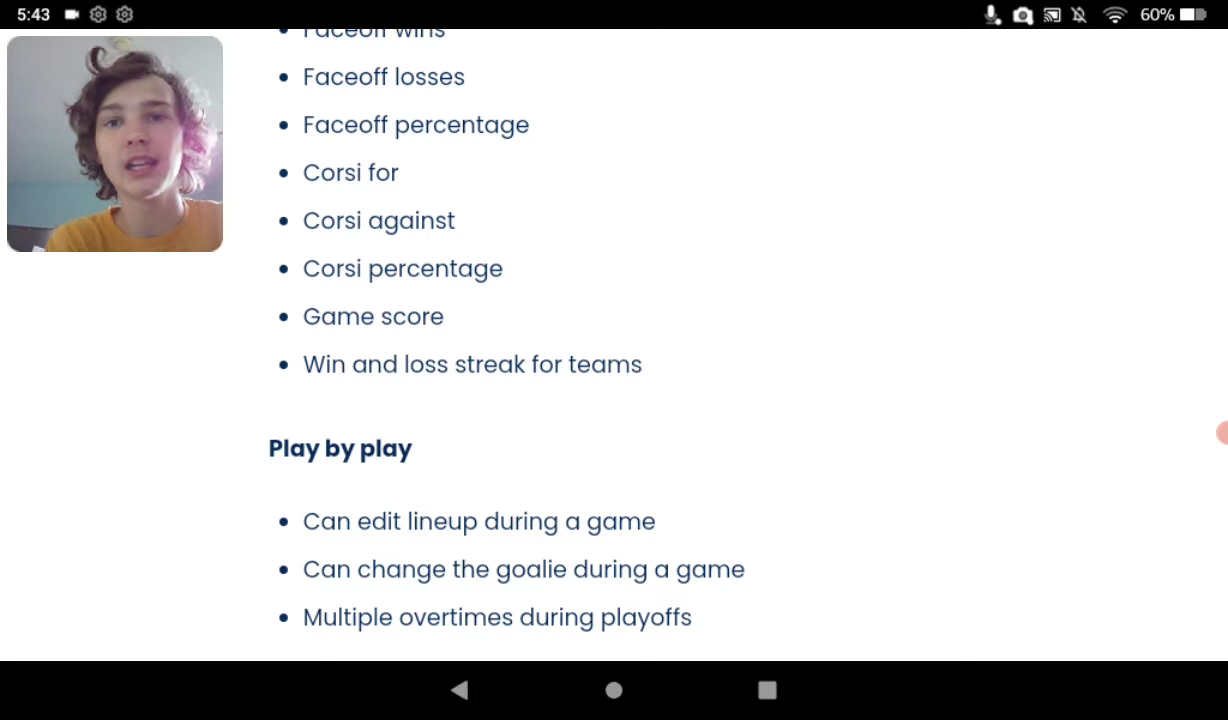 5:43
60%
Faceoff wins
Faceoff losses
Faceoff percentage
Corsi for
Corsi against
Corsi percentage
Game score
Win and loss streak for teams
Play by play
Can edit lineup during a game
Can change the goalie during a game
Multiple overtimes during playoffs